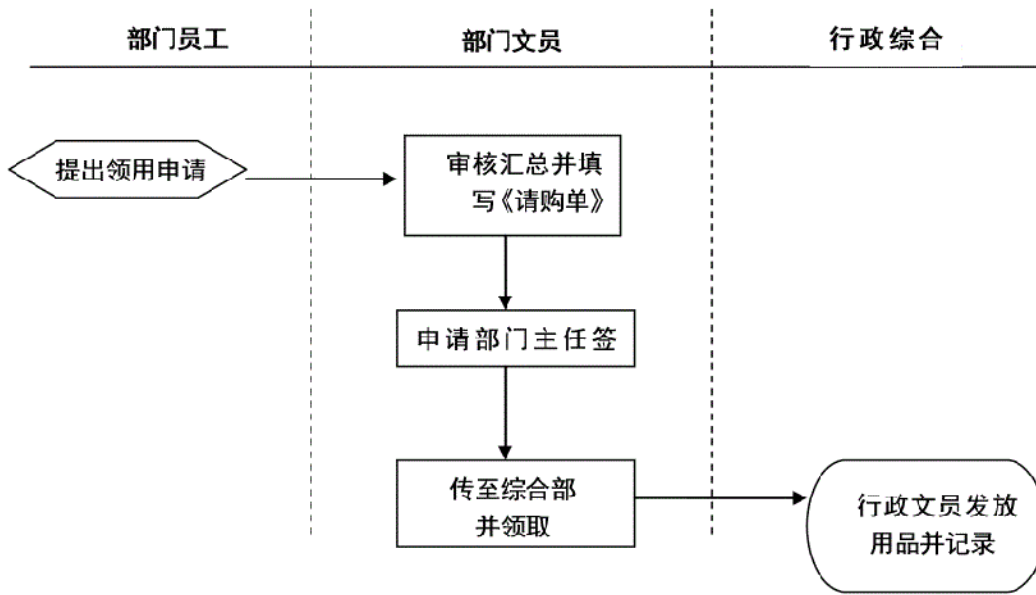 部门员工
部门文员
行政综合
提出领用申请
审核汇总并填
写《请购单》
申请部门主任签
传至综合部
并领取
行政文员发放
用品并记录